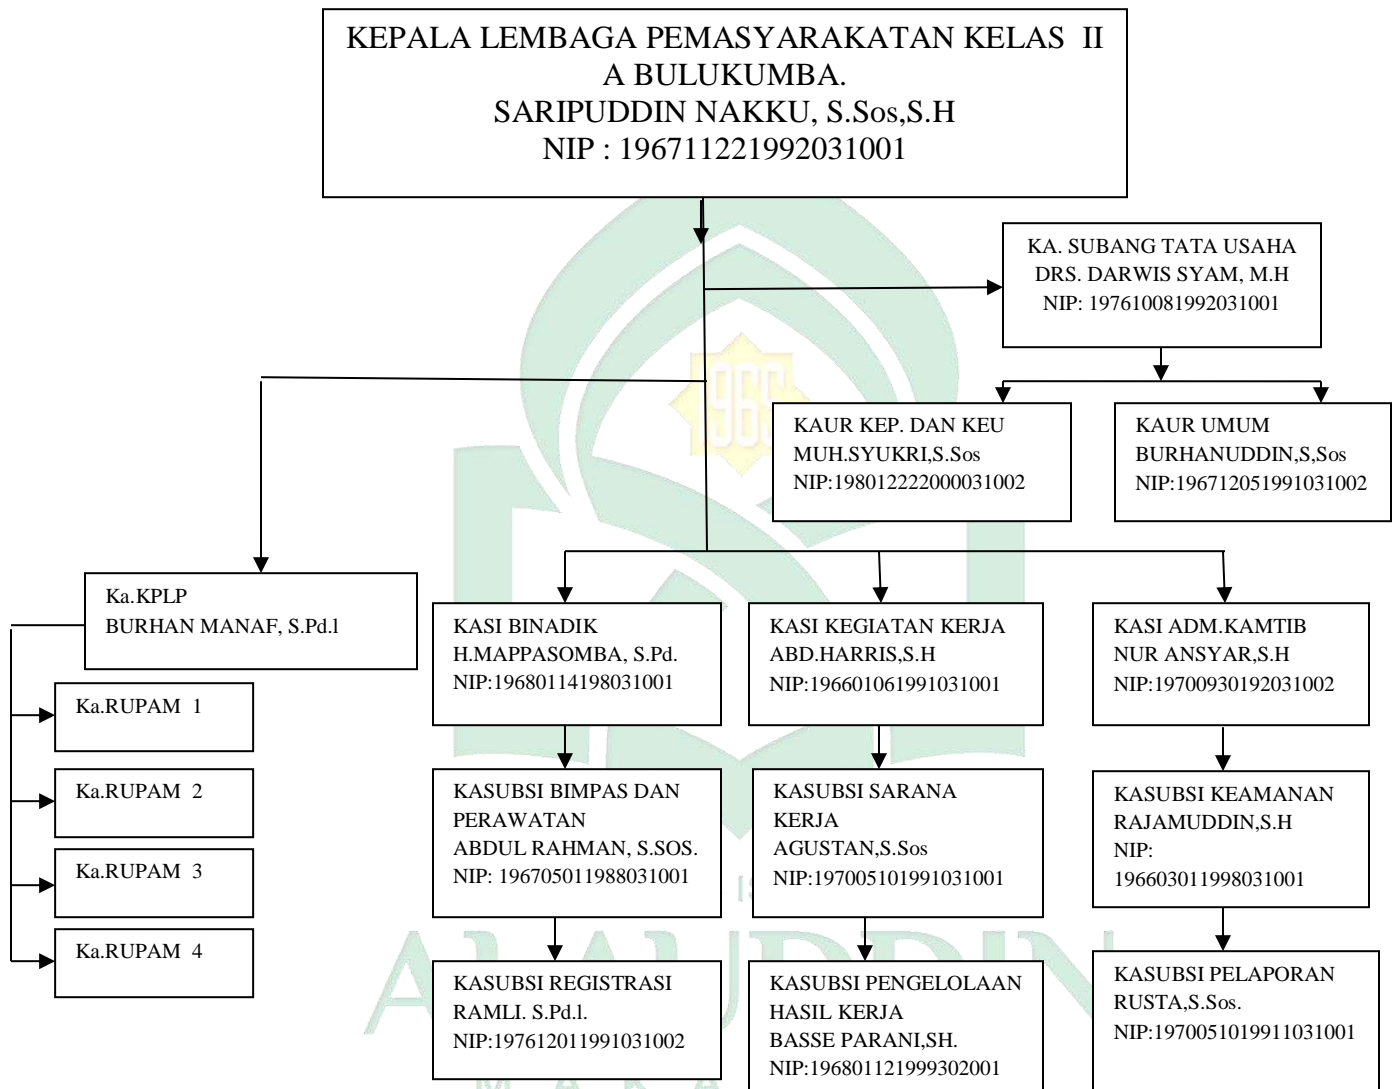 KEPALA LEMBAGA PEMASYARAKATAN KELAS II
A BULUKUMBA.
SARIPUDDIN NAKKU, S.Sos,S.H
NIP : 196711221992031001
KA. SUBANG TATA USAHA
DRS. DARWIS SYAM, M.H
NIP: 197610081992031001
KAUR KEP. DAN KEU
MUH.SYUKRI,S.Sos
NIP:198012222000031002
KAUR UMUM
BURHANUDDIN,S,Sos
NIP:196712051991031002
Ka.KPLP
BURHAN MANAF, S.Pd.l
Ka.RUPAM 1
Ka.RUPAM 2
Ka.RUPAM 3
Ka.RUPAM 4
KASI BINADIK
H.MAPPASOMBA, S.Pd.
NIP:19680114198031001
KASUBSI BIMPAS DAN
PERAWATAN
ABDUL RAHMAN, S.SOS.
NIP: 196705011988031001
KASUBSI REGISTRASI
RAMLI. S.Pd.l.
NIP:197612011991031002
KASI KEGIATAN KERJA
ABD.HARRIS,S.H
NIP:196601061991031001
KASUBSI SARANA
KERJA
AGUSTAN,S.Sos
NIP:197005101991031001
KASUBSI PENGELOLAAN
HASIL KERJA
BASSE PARANI,SH.
NIP:196801121999302001
KASI ADM.KAMTIB
NUR ANSYAR,S.H
NIP:19700930192031002
KASUBSI KEAMANAN
RAJAMUDDIN,S.H
NIP:
196603011998031001
KASUBSI PELAPORAN
RUSTA,S.Sos.
NIP:1970051019911031001
1965
ALAUDDIN